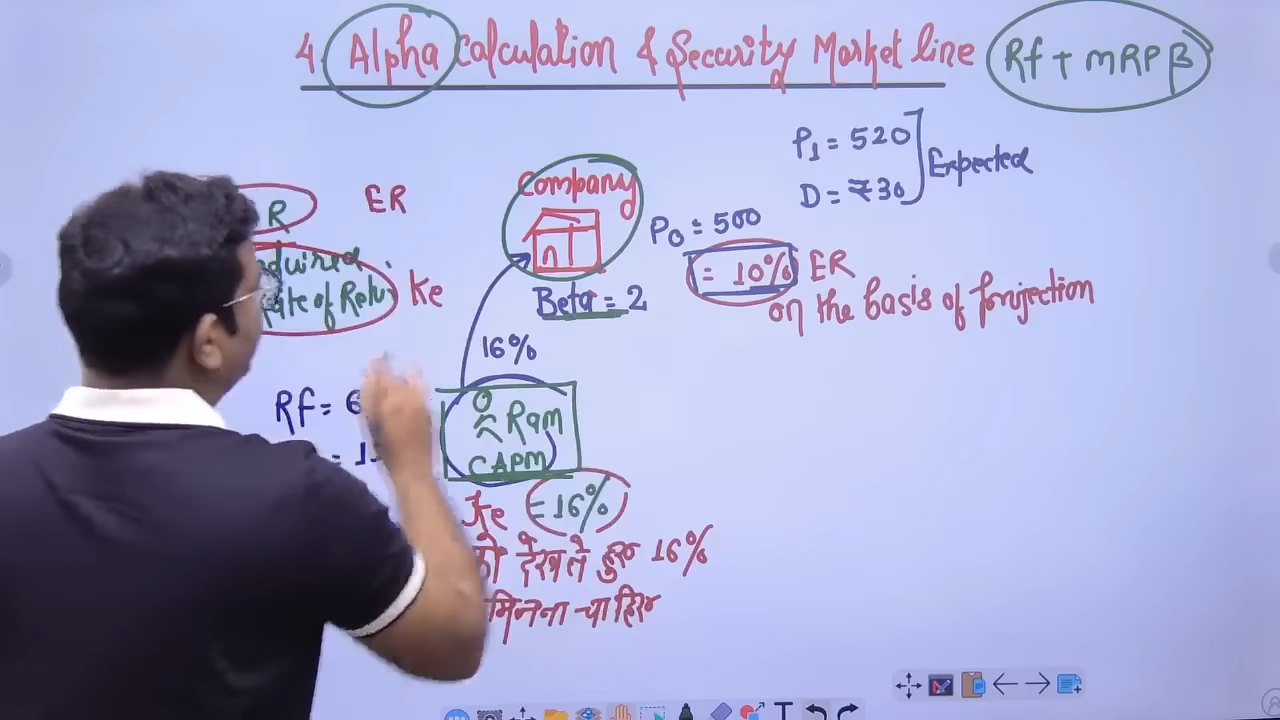 4. Alpha Calculation & Security Market line
Rf + MRP β
P₁ = 520
D = ₹30
Expected
Company
R
ER
P₀ = 500
= 10% ER
on the basis of Projection
Ke
Beta = 2
16%
Rf = 6
Ram
CAPM
Ke = 16%
को देखते हुए 16%
मिलना चाहिए